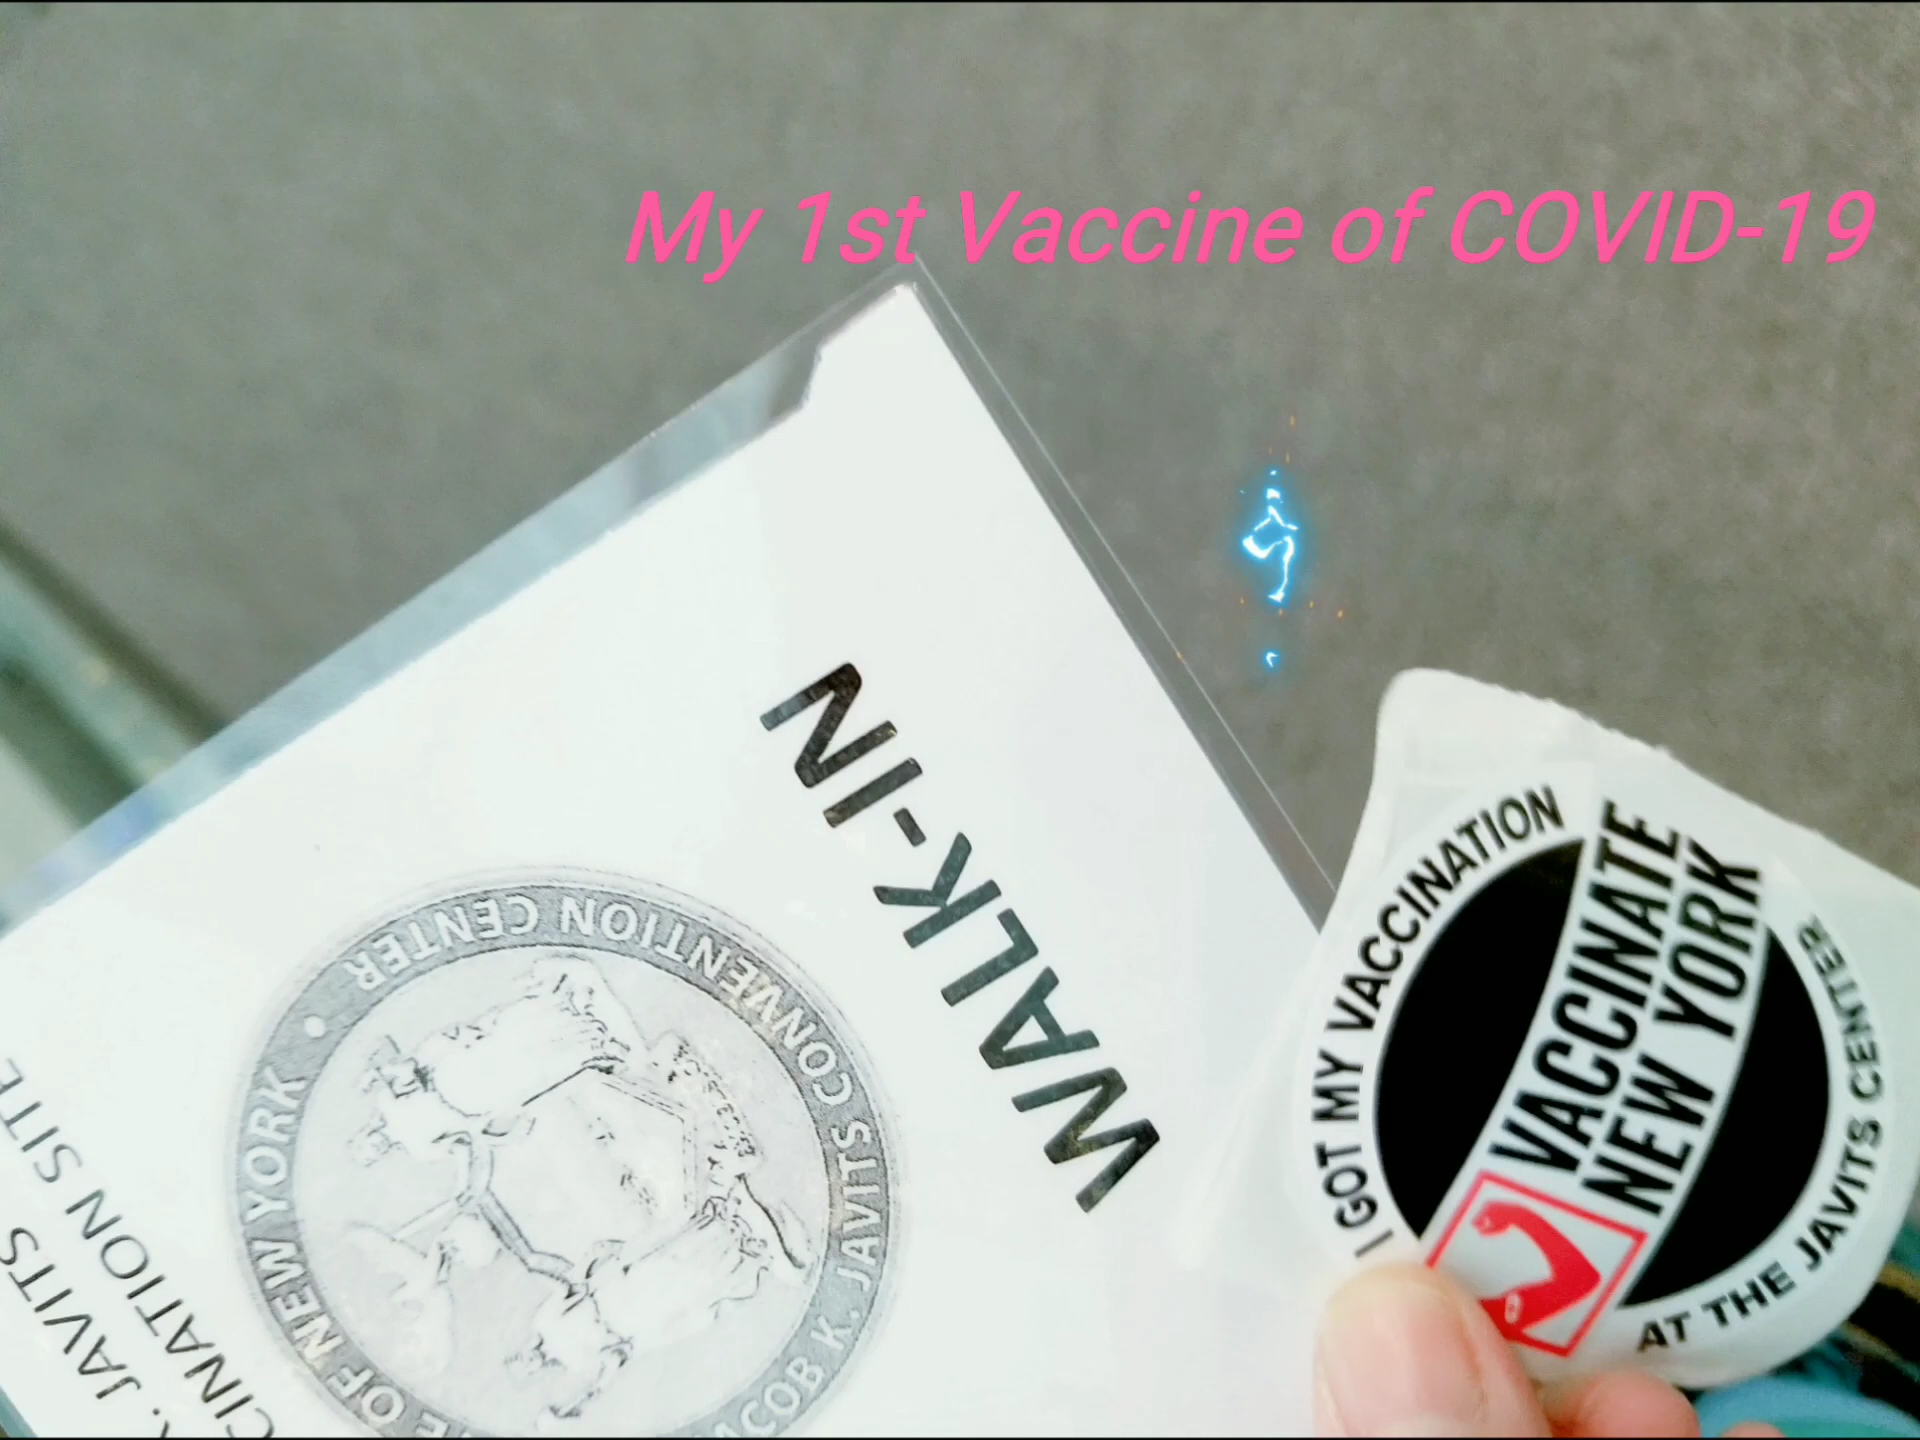 My 1st Vaccine of COVID-19
WALK-IN
OF NEW YORK • JACOB K. JAVITS CONVENTION CENTER
JAVITS
SITE
I GOT MY VACCINATION
VACCINATE
NEW YORK
AT THE JAVITS CENTER